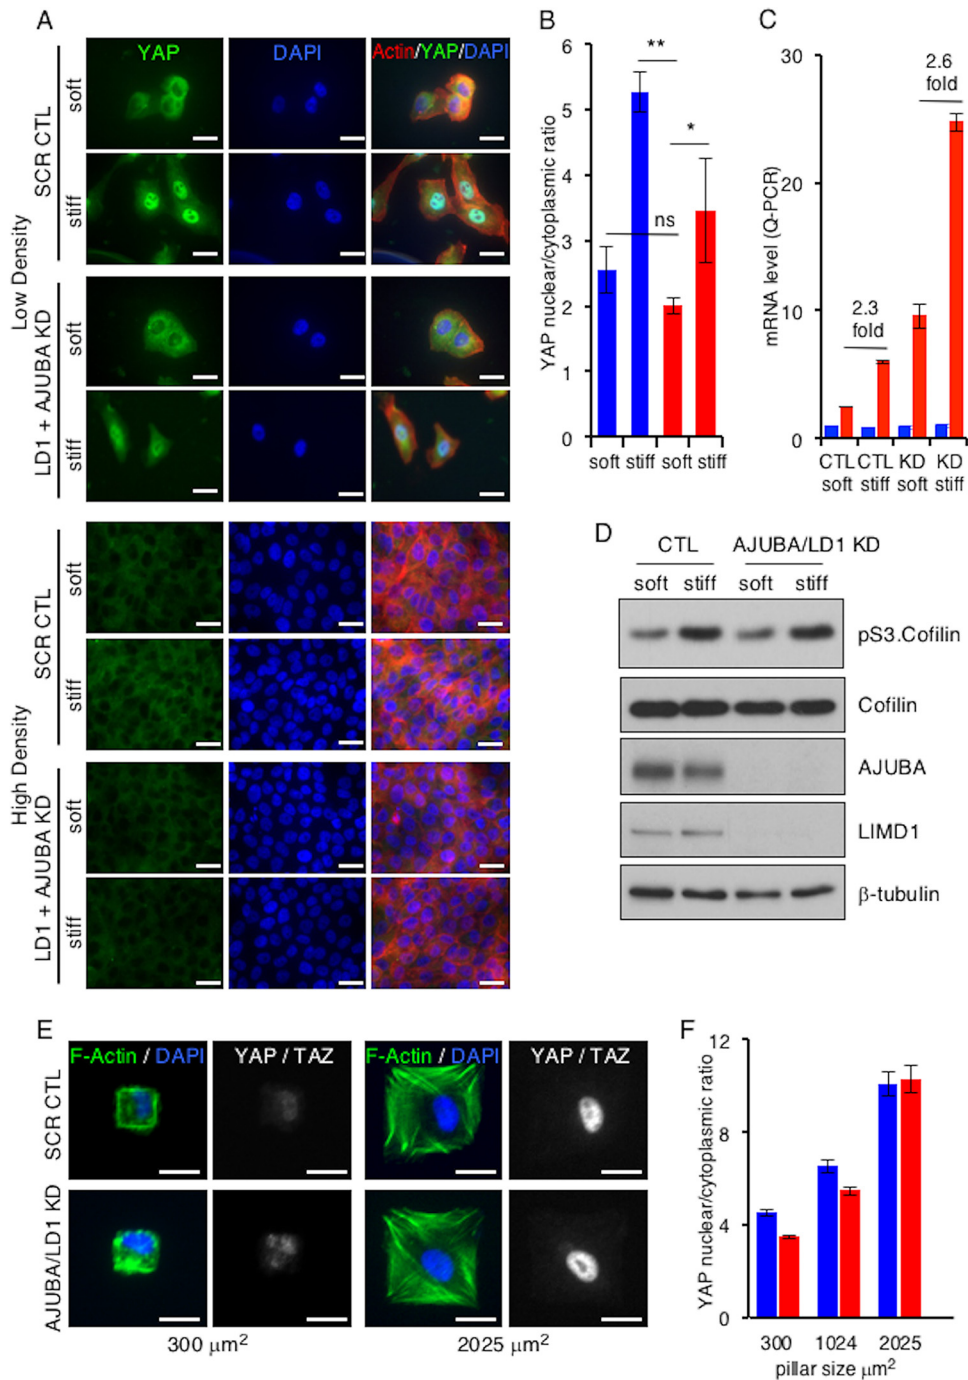 A
YAP
DAPI
Actin/YAP/DAPI
Low Density
SCR CTL
soft
stiff
LD1 + AJUBA KD
soft
stiff
High Density
SCR CTL
soft
stiff
LD1 + AJUBA KD
soft
stiff
B
YAP nuclear/cytoplasmic ratio
6
5
4
3
2
1
0
**
*
ns
soft stiff soft stiff
C
mRNA level (Q-PCR)
30
20
10
0
2.3
fold
2.6
fold
CTL CTL KD KD
soft stiff soft stiff
D
CTL AJUBA/LD1 KD
soft stiff soft stiff
pS3.Cofilin
Cofilin
AJUBA
LIMD1
β-tubulin
E
F-Actin / DAPI
YAP / TAZ
F-Actin / DAPI
YAP / TAZ
SCR CTL
AJUBA/LD1 KD
300 μm²
2025 μm²
F
YAP nuclear/cytoplasmic ratio
12
8
4
0
300 1024 2025
pillar size μm²